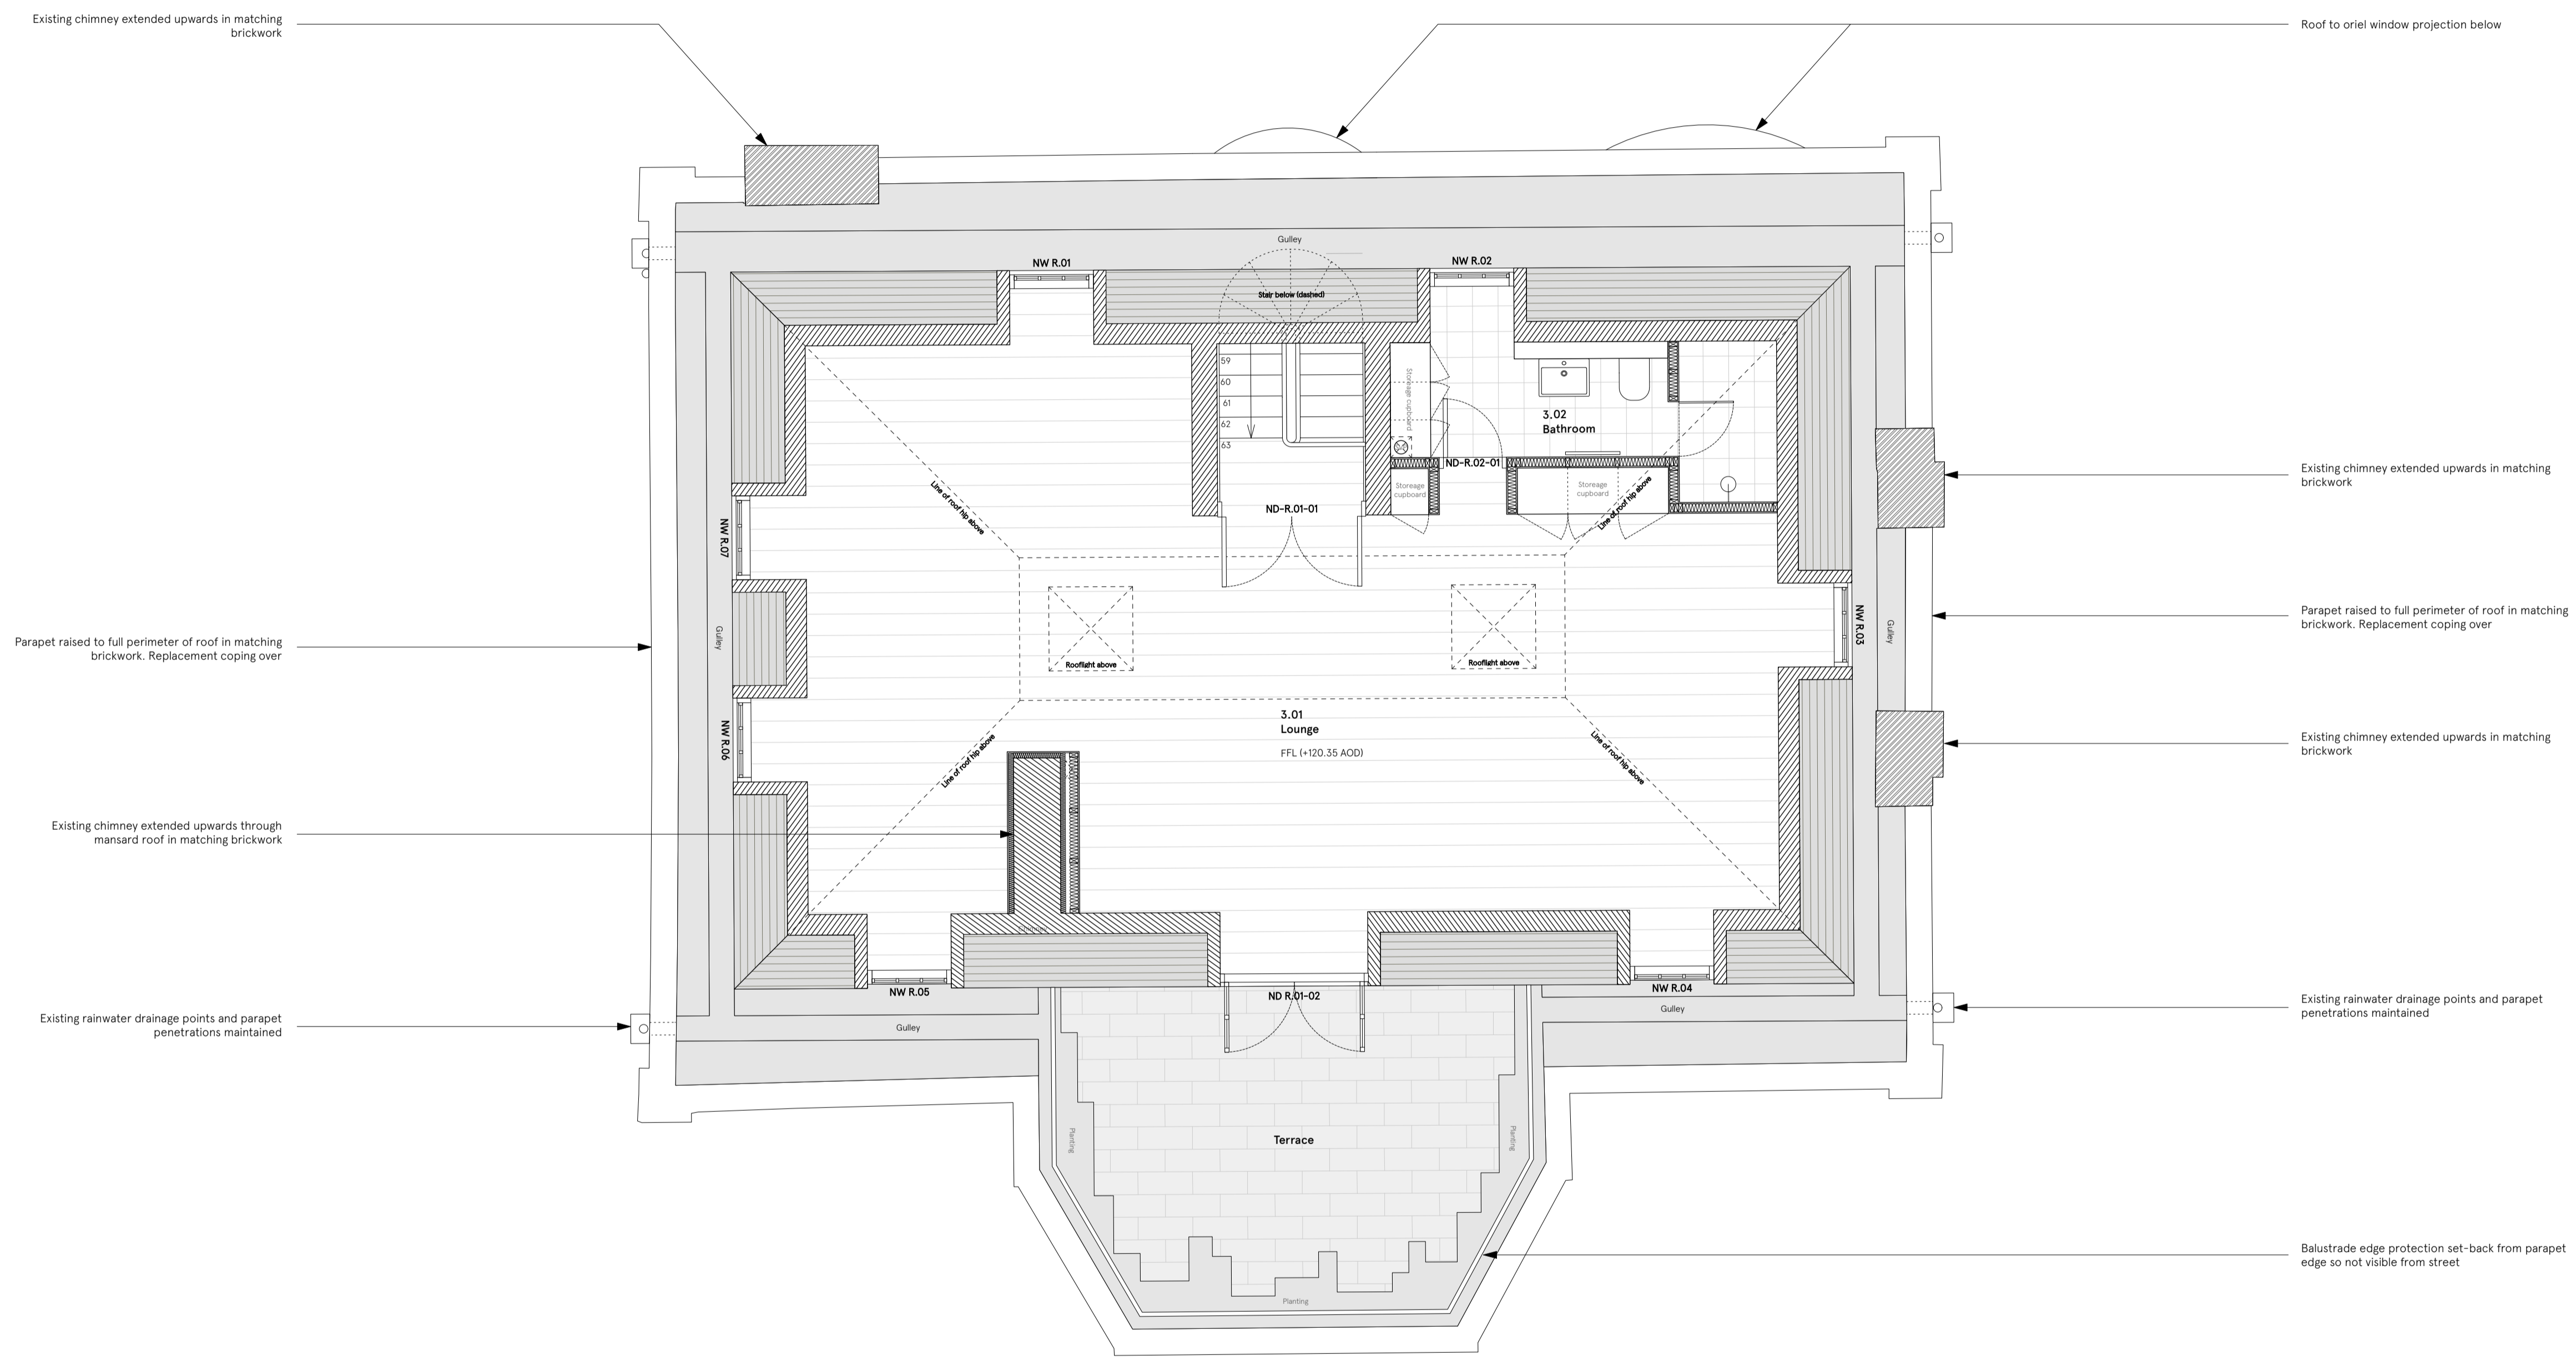 Existing chimney extended upwards in matching
brickwork
Roof to oriel window projection below
Gulley
NW R.01
NW R.02
Stair below (dashed)
59
60
61
62
63
Storeage cupboard
3.02
Bathroom
ND-R.02-01
Storeage
cupboard
Storeage
cupboard
Line of roof hip above
Line of roof hip above
ND-R.01-01
Existing chimney extended upwards in matching
brickwork
NW R.07
Gulley
NW R.03
Gulley
Parapet raised to full perimeter of roof in matching
brickwork. Replacement coping over
Parapet raised to full perimeter of roof in matching
brickwork. Replacement coping over
Rooflight above
Rooflight above
3.01
Lounge
FFL (+120.35 AOD)
NW R.06
Line of roof hip above
Line of roof hip above
Existing chimney extended upwards in matching
brickwork
Existing chimney extended upwards through
mansard roof in matching brickwork
NW R.05
ND R.01-02
NW R.04
Gulley
Gulley
Existing rainwater drainage points and parapet
penetrations maintained
Existing rainwater drainage points and parapet
penetrations maintained
Planting
Terrace
Planting
Planting
Balustrade edge protection set-back from parapet
edge so not visible from street